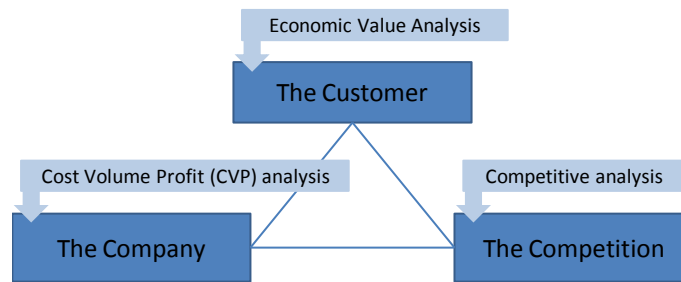 Economic Value Analysis
The Customer
Cost Volume Profit (CVP) analysis
Competitive analysis
The Company
The Competition